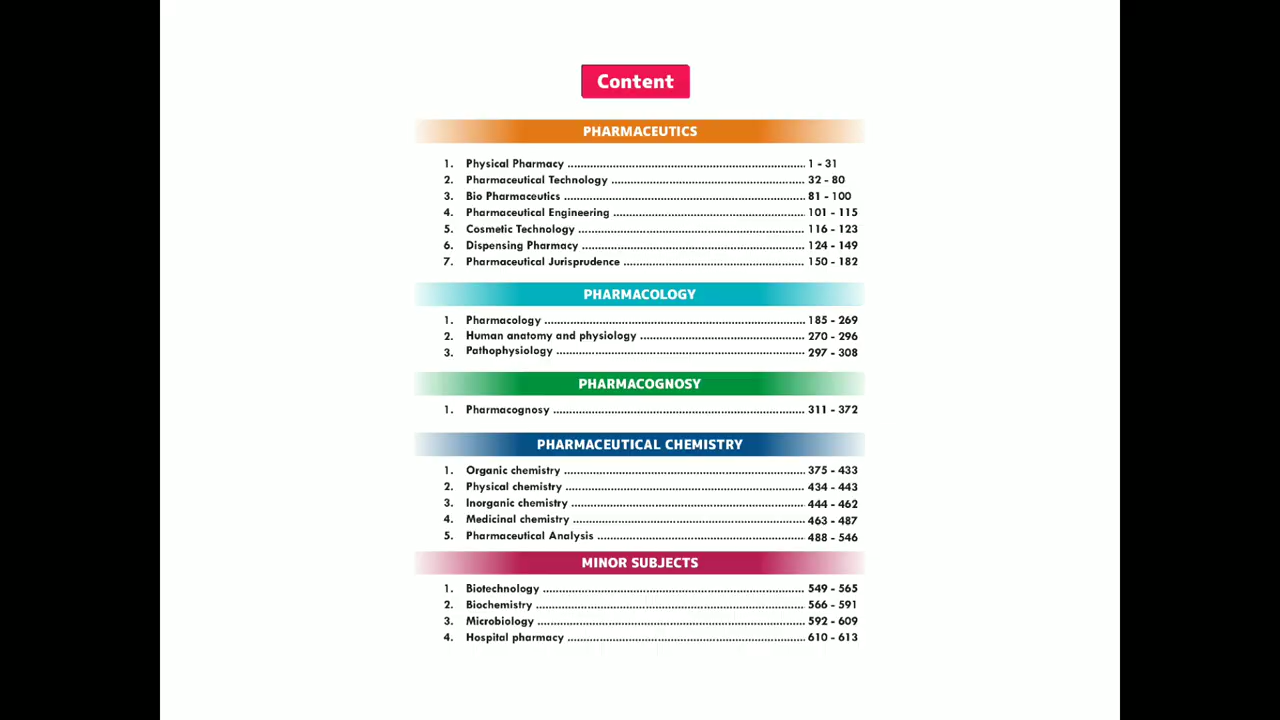 Content
PHARMACEUTICS
1. Physical Pharmacy ........ 1 - 31
2. Pharmaceutical Technology ........ 32 - 80
3. Bio Pharmaceutics ........ 81 - 100
4. Pharmaceutical Engineering ........ 101 - 115
5. Cosmetic Technology ........ 116 - 123
6. Dispensing Pharmacy ........ 124 - 149
7. Pharmaceutical Jurisprudence ........ 150 - 182
PHARMACOLOGY
1. Pharmacology ........ 185 - 269
2. Human anatomy and physiology ........ 270 - 296
3. Pathophysiology ........ 297 - 308
PHARMACOGNOSY
1. Pharmacognosy ........ 311 - 372
PHARMACEUTICAL CHEMISTRY
1. Organic chemistry ........ 375 - 433
2. Physical chemistry ........ 434 - 443
3. Inorganic chemistry ........ 444 - 462
4. Medicinal chemistry ........ 463 - 487
5. Pharmaceutical Analysis ........ 488 - 546
MINOR SUBJECTS
1. Biotechnology ........ 549 - 565
2. Biochemistry ........ 566 - 591
3. Microbiology ........ 592 - 609
4. Hospital pharmacy ........ 610 - 613